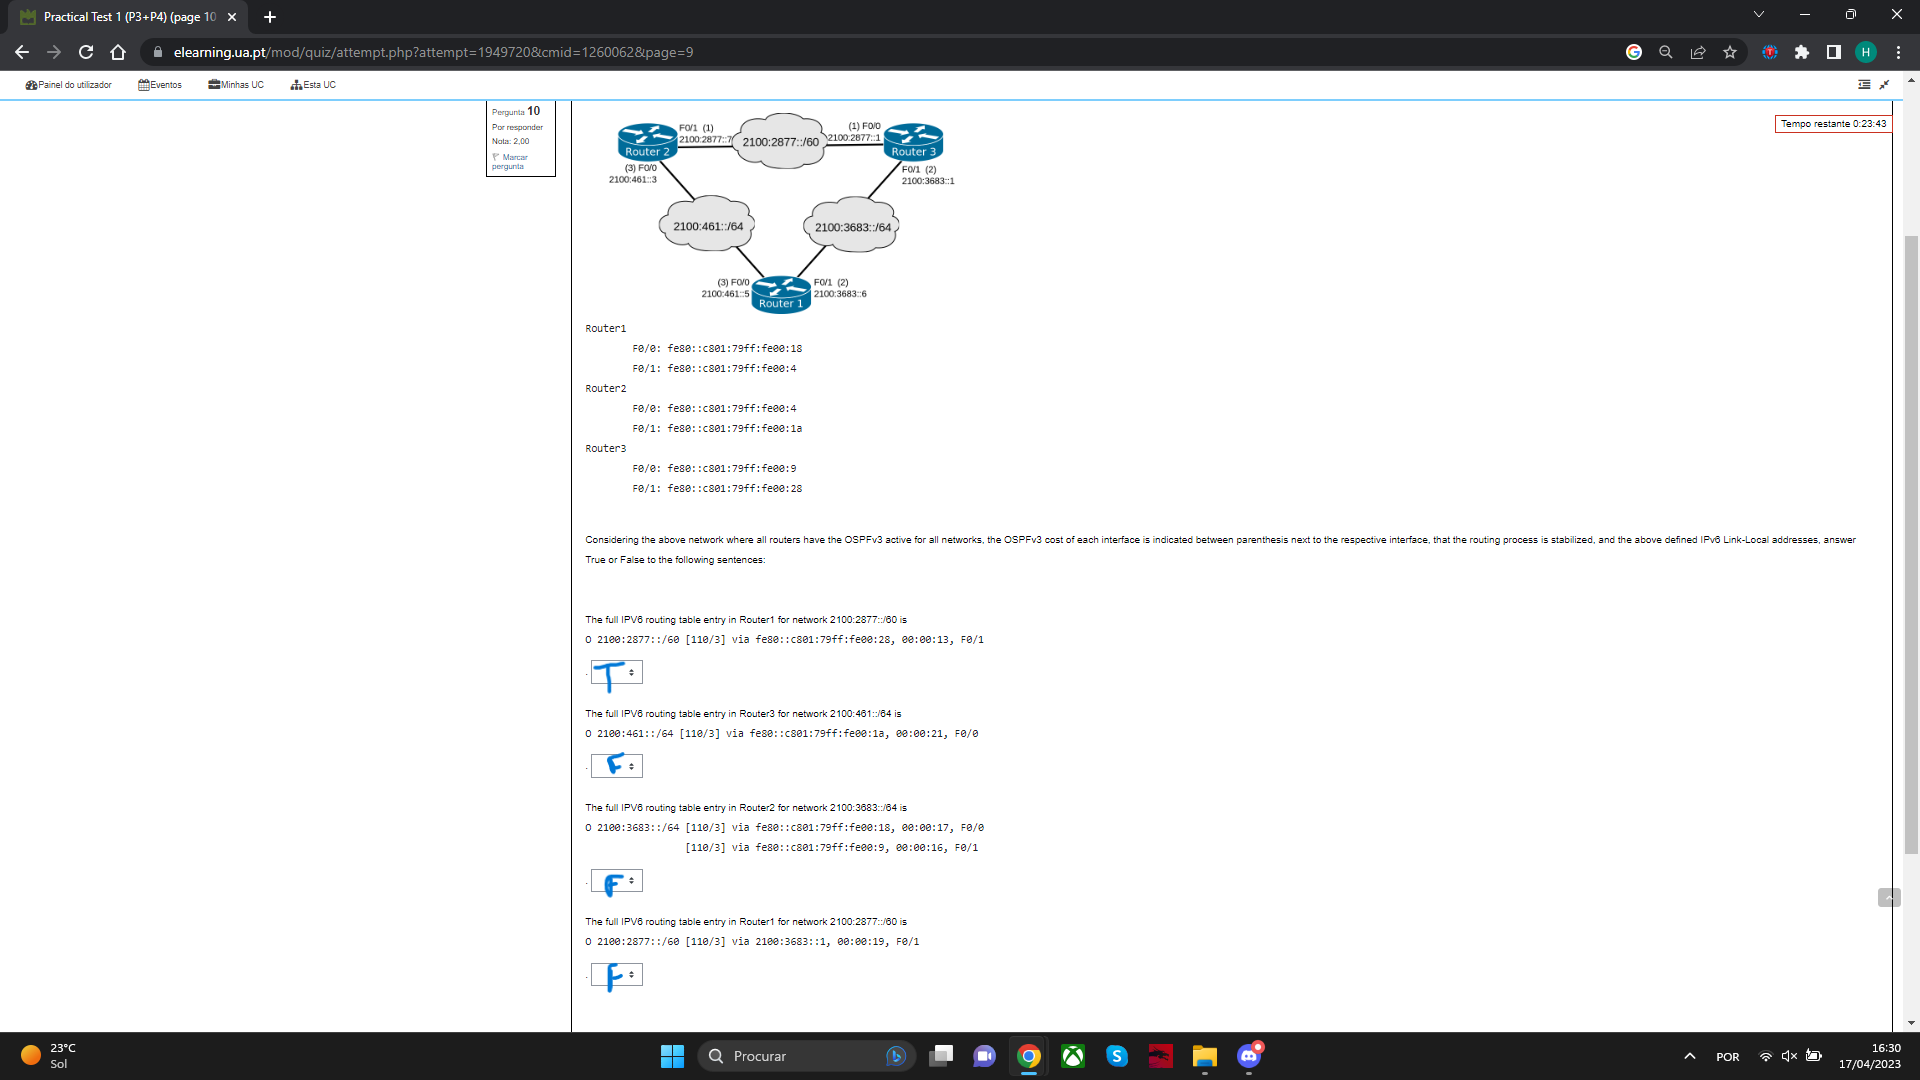 Practical Test 1 (P3+P4) (page 10
elearning.ua.pt/mod/quiz/attempt.php?attempt=1949720&cmid=1260062&page=9
H
Painel do utilizador
Eventos
Minhas UC
Esta UC
Pergunta 10
Por responder
Nota: 2,00
Marcar
pergunta
Tempo restante 0:23:43
F0/1 (1)
2100:2877::7
2100:2877::/60
(1) F0/0
2100:2877::1
Router 2
Router 3
(3) F0/0
2100:461::3
F0/1 (2)
2100:3683::1
2100:461::/64
2100:3683::/64
(3) F0/0
2100:461::5
F0/1 (2)
2100:3683::6
Router 1
Router1
F0/0: fe80::c801:79ff:fe00:18
F0/1: fe80::c801:79ff:fe00:4
Router2
F0/0: fe80::c801:79ff:fe00:4
F0/1: fe80::c801:79ff:fe00:1a
Router3
F0/0: fe80::c801:79ff:fe00:9
F0/1: fe80::c801:79ff:fe00:28
Considering the above network where all routers have the OSPFv3 active for all networks, the OSPFv3 cost of each interface is indicated between parenthesis next to the respective interface, that the routing process is stabilized, and the above defined IPv6 Link-Local addresses, answer
True or False to the following sentences:
The full IPV6 routing table entry in Router1 for network 2100:2877::/60 is
O 2100:2877::/60 [110/3] via fe80::c801:79ff:fe00:28, 00:00:13, F0/1
. T
The full IPV6 routing table entry in Router3 for network 2100:461::/64 is
O 2100:461::/64 [110/3] via fe80::c801:79ff:fe00:1a, 00:00:21, F0/0
. F
The full IPV6 routing table entry in Router2 for network 2100:3683::/64 is
O 2100:3683::/64 [110/3] via fe80::c801:79ff:fe00:18, 00:00:17, F0/0
[110/3] via fe80::c801:79ff:fe00:9, 00:00:16, F0/1
. F
The full IPV6 routing table entry in Router1 for network 2100:2877::/60 is
O 2100:2877::/60 [110/3] via 2100:3683::1, 00:00:19, F0/1
. F
23°C
Sol
Procurar
POR
16:30
17/04/2023